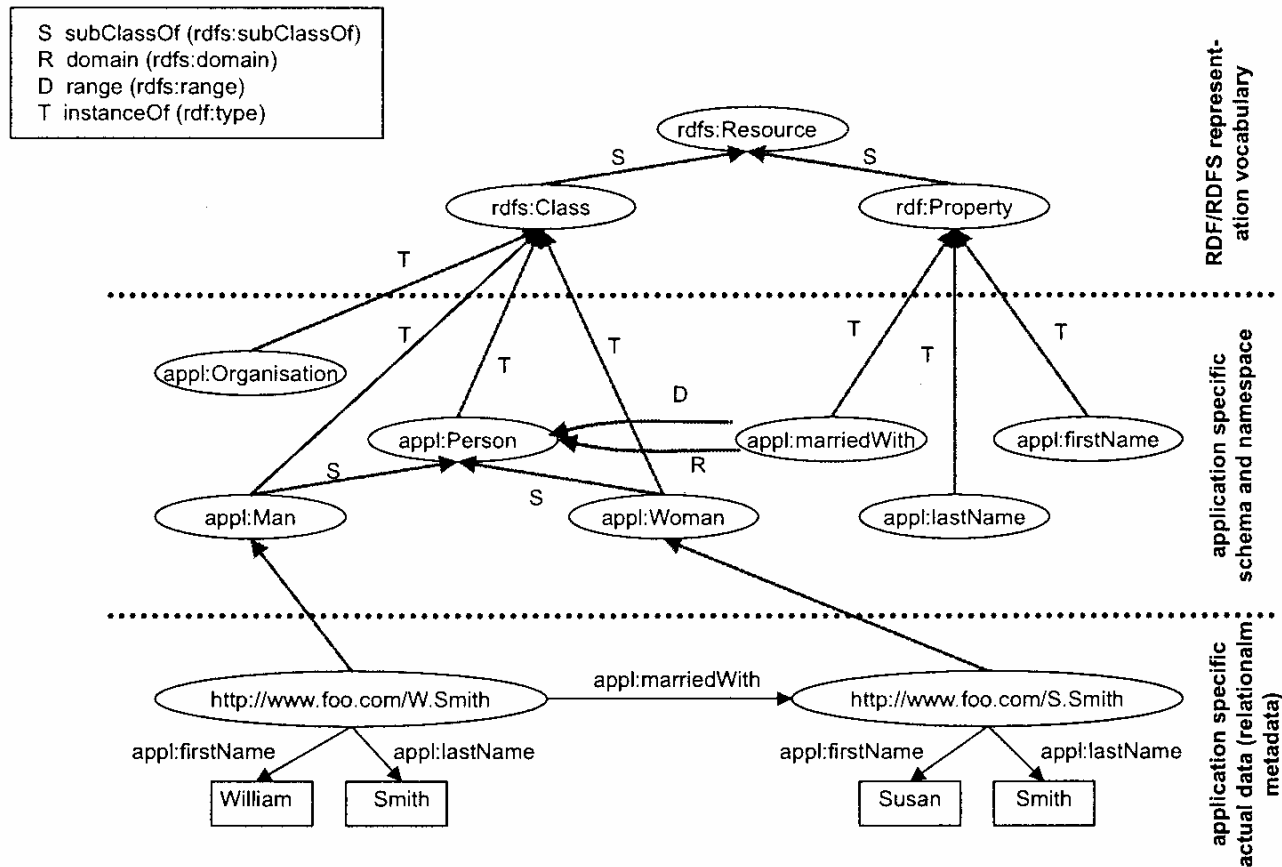 S subClassOf (rdfs:subClassOf)
R domain (rdfs:domain)
D range (rdfs:range)
T instanceOf (rdf:type)
RDF/RDFS represent-
ation vocabulary
rdfs:Resource
S
S
rdfs:Class
rdf:Property
T
T
T
T
T
T
T
application specific
schema and namespace
appl:Organisation
D
appl:Person
appl:marriedWith
appl:firstName
R
S
S
appl:Man
appl:Woman
appl:lastName
application specific
actual data (relationalm
metadata)
http://www.foo.com/W.Smith
appl:marriedWith
http://www.foo.com/S.Smith
appl:firstName
appl:lastName
appl:firstName
appl:lastName
William
Smith
Susan
Smith